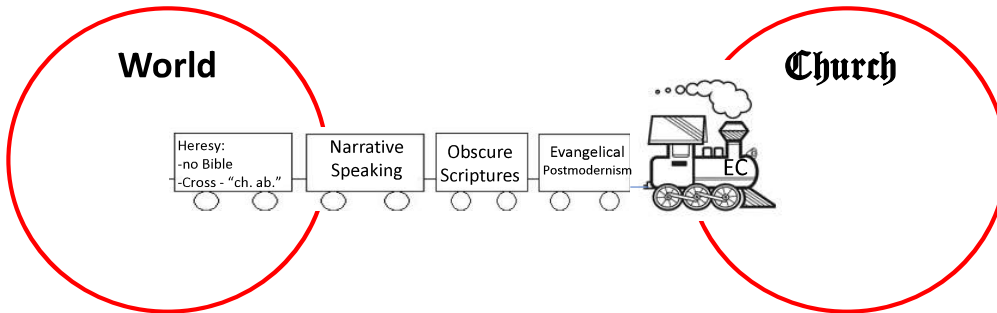 World
Church
Heresy:
-no Bible
-Cross - “ch. ab.”
Narrative
Speaking
Obscure
Scriptures
Evangelical
Postmodernism
EC